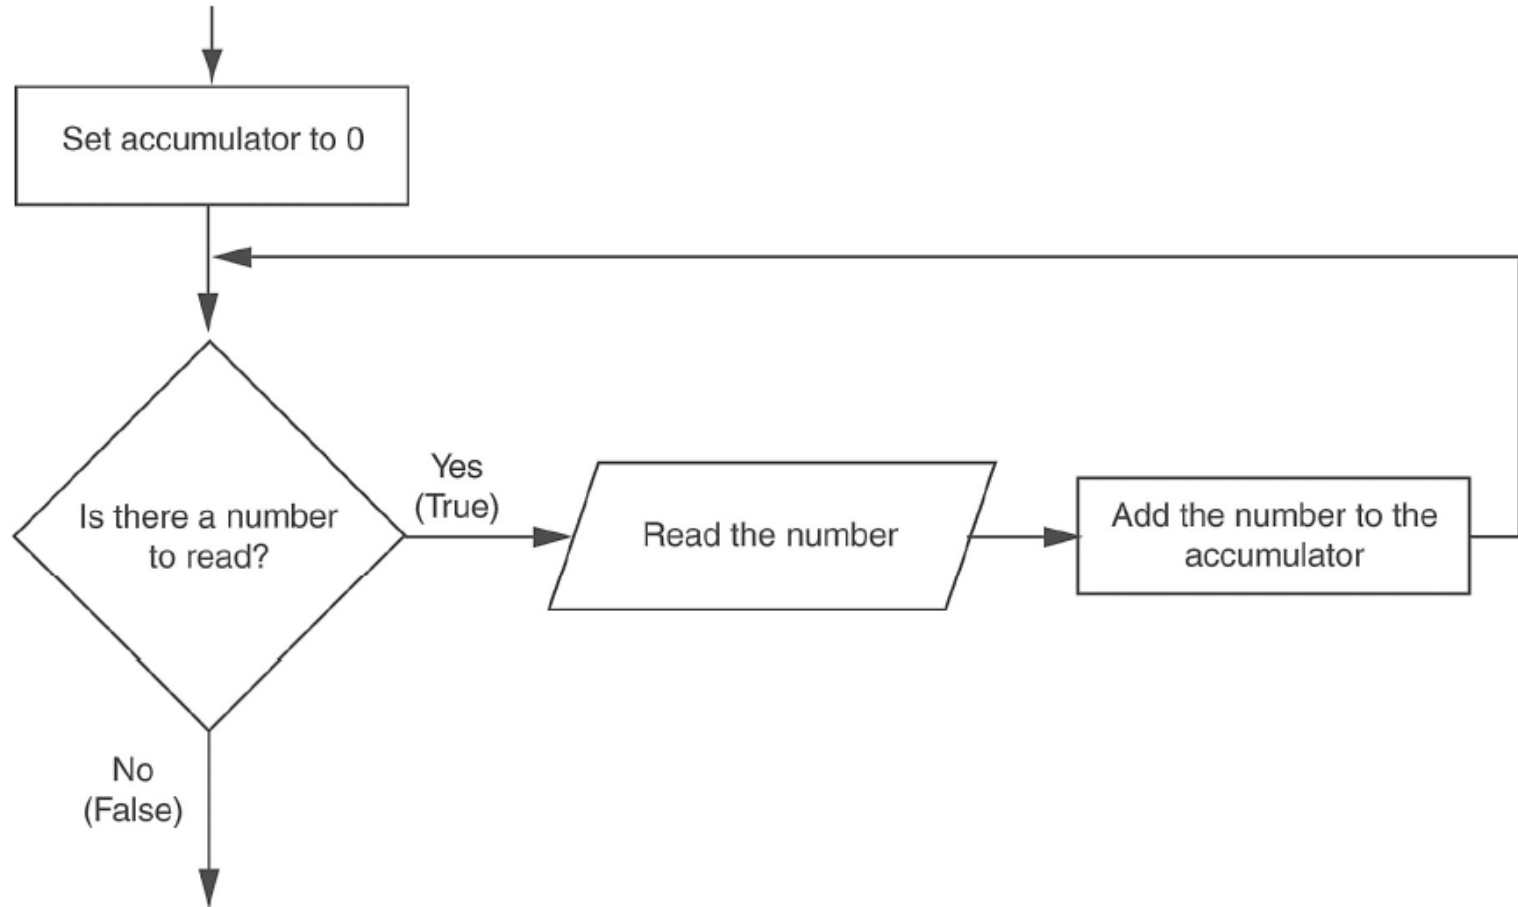 Set accumulator to 0
Is there a number
to read?
Yes
(True)
Read the number
Add the number to the
accumulator
No
(False)